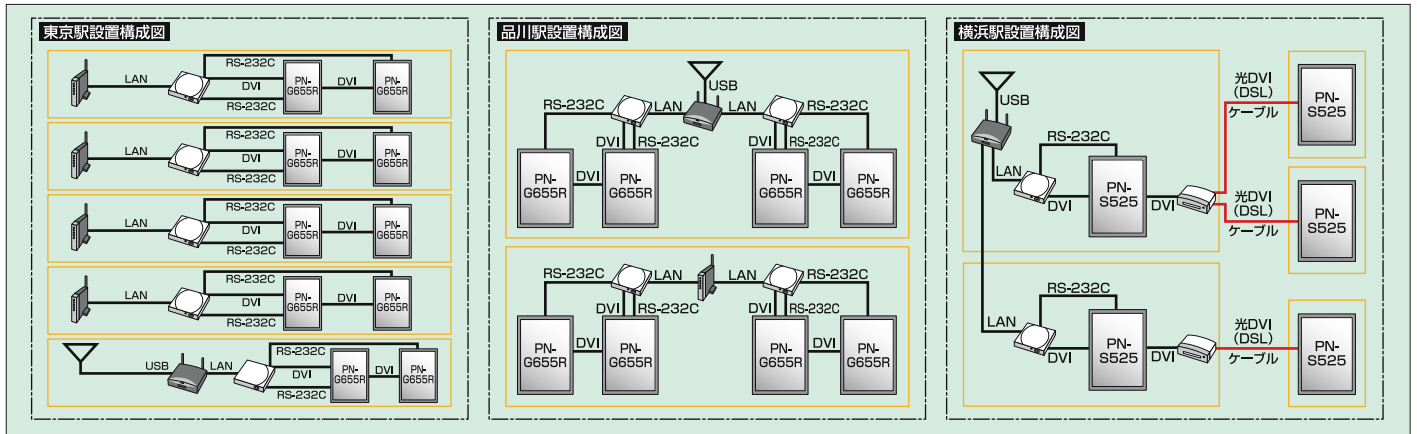 東京駅設置構成図
RS-232C
LAN
DVI
RS-232C
PN-
G655R
DVI
PN-
G655R
RS-232C
LAN
DVI
RS-232C
PN-
G655R
DVI
PN-
G655R
RS-232C
LAN
DVI
RS-232C
PN-
G655R
DVI
PN-
G655R
RS-232C
LAN
DVI
RS-232C
PN-
G655R
DVI
PN-
G655R
USB
LAN
RS-232C
DVI
RS-232C
PN-
G655R
DVI
PN-
G655R
品川駅設置構成図
USB
RS-232C
LAN
LAN
RS-232C
DVI
RS-232C
DVI
RS-232C
PN-
G655R
DVI
PN-
G655R
PN-
G655R
DVI
PN-
G655R
RS-232C
LAN
LAN
RS-232C
DVI
RS-232C
DVI
RS-232C
PN-
G655R
DVI
PN-
G655R
PN-
G655R
DVI
PN-
G655R
横浜駅設置構成図
USB
LAN
RS-232C
DVI
PN-
S525
DVI
光DVI
(DSL)
ケーブル
PN-
S525
光DVI
(DSL)
ケーブル
PN-
S525
LAN
RS-232C
DVI
PN-
S525
DVI
光DVI
(DSL)
ケーブル
PN-
S525